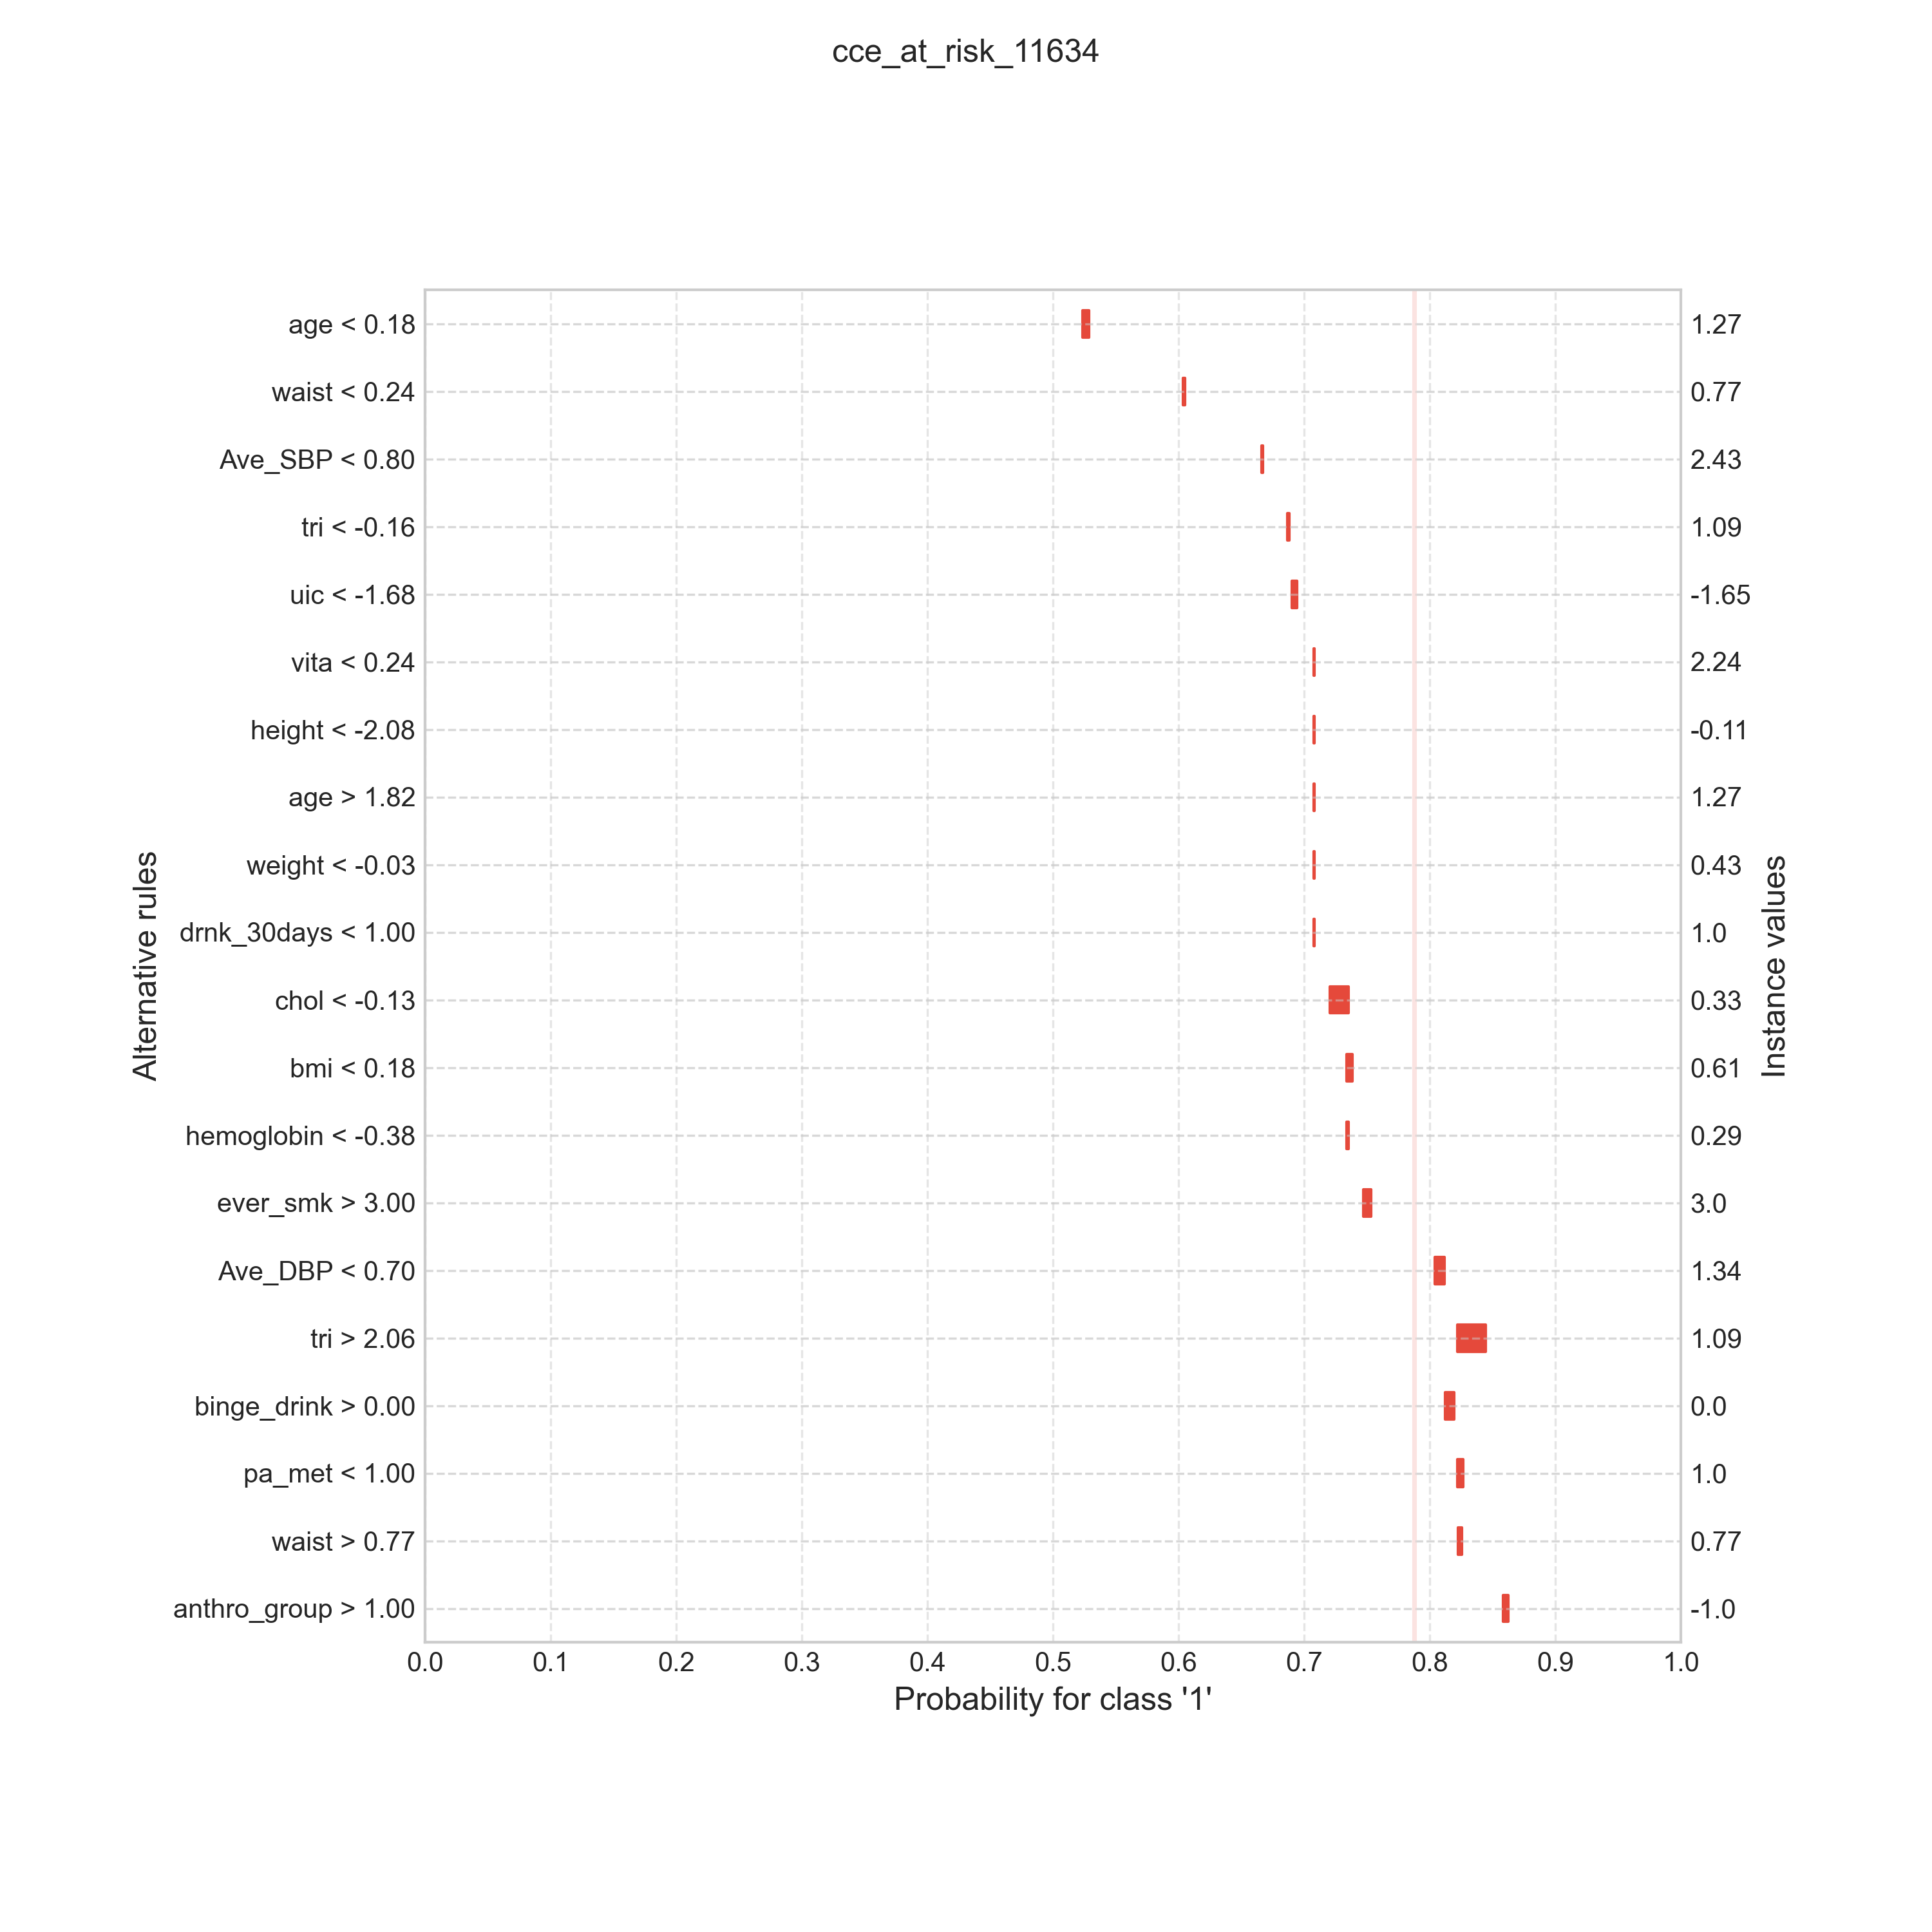 cce_at_risk_11634
age < 0.18 1.27
waist < 0.24 0.77
Ave_SBP < 0.80 2.43
tri < -0.16 1.09
uic < -1.68 -1.65
vita < 0.24 2.24
height < -2.08 -0.11
age > 1.82 1.27
weight < -0.03 0.43
drnk_30days < 1.00 1.0
chol < -0.13 0.33
bmi < 0.18 0.61
hemoglobin < -0.38 0.29
ever_smk > 3.00 3.0
Ave_DBP < 0.70 1.34
tri > 2.06 1.09
binge_drink > 0.00 0.0
pa_met < 1.00 1.0
waist > 0.77 0.77
anthro_group > 1.00 -1.0
Alternative rules
Instance values
0.0 0.1 0.2 0.3 0.4 0.5 0.6 0.7 0.8 0.9 1.0
Probability for class '1'